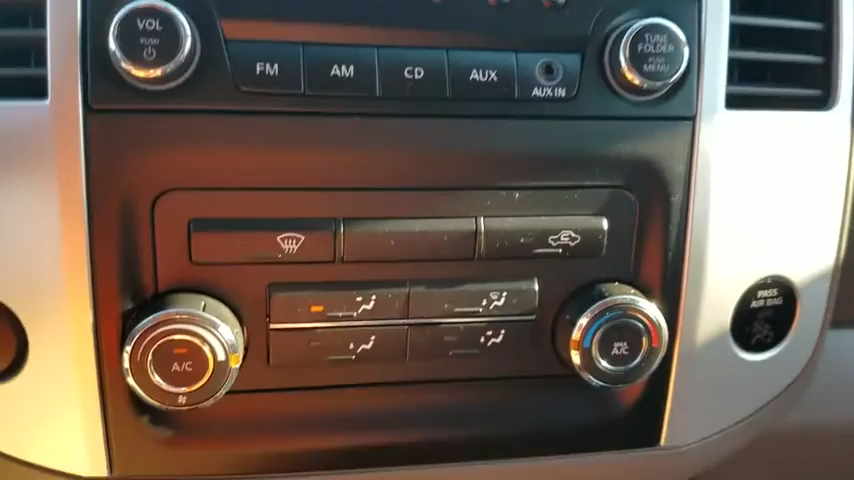 VOL
PUSH
TUNE
FOLDER
PUSH
MENU
FM
AM
CD
AUX
AUX IN
PASS
AIR BAG
A/C
MAX
A/C